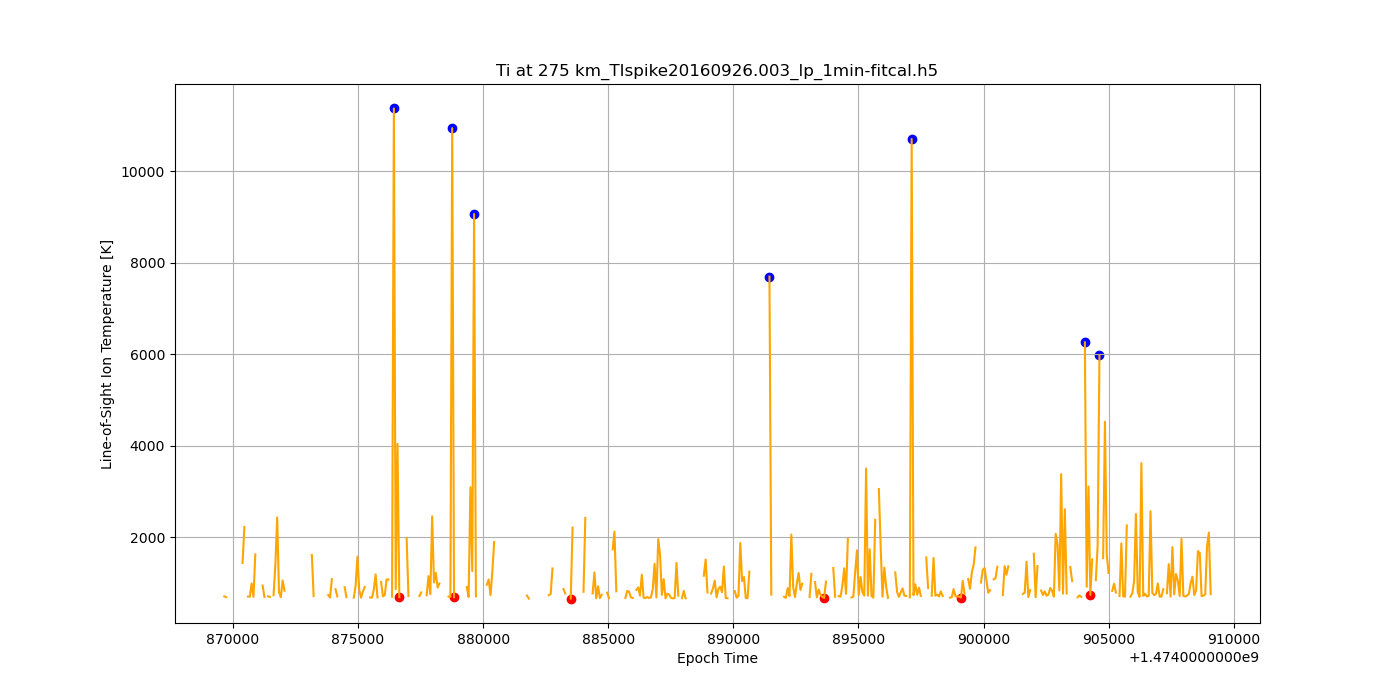 Ti at 275 km_TIspike20160926.003_lp_1min-fitcal.h5
Line-of-Sight Ion Temperature [K]
10000
8000
6000
4000
2000
870000 875000 880000 885000 890000 895000 900000 905000 910000
Epoch Time
+1.4740000000e9